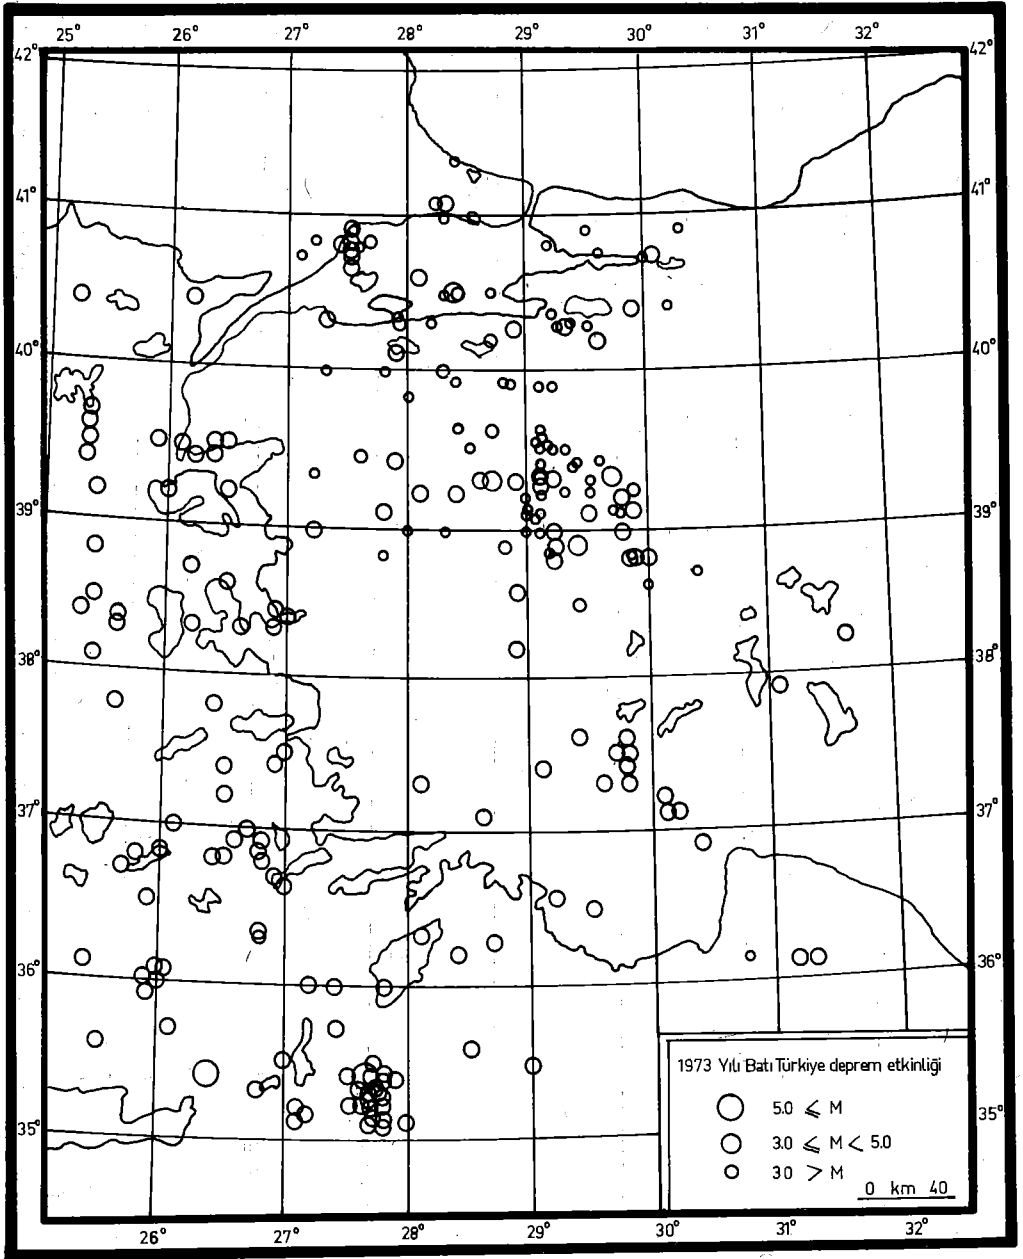 25° 26° 27° 28° 29° 30° 31° 32°
42° 42°
41° 41°
40° 40°
39° 39°
38° 38°
37° 37°
36° 36°
35° 35°
1973 Yılı Batı Türkiye deprem etkinliği
5.0 ⩽ M
3.0 ⩽ M < 5.0
30 > M
0 km 40
26° 27° 28° 29° 30° 31° 32°